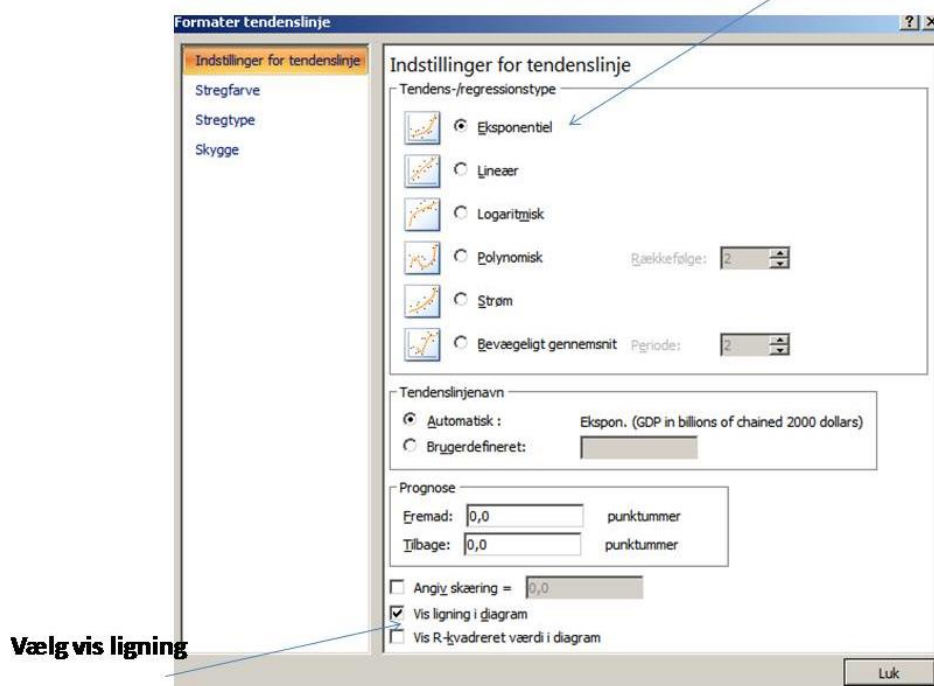 Formater tendenslinje
Indstillinger for tendenslinje
Stregfarve
Stregtype
Skygge
Indstillinger for tendenslinje
Tendens-/regressionstype
Eksponentiel
Lineær
Logaritmisk
Polynomisk Rækkefølge: 2
Strøm
Bevægeligt gennemsnit Periode: 2
Tendenslinjenavn
Automatisk : Ekspon. (GDP in billions of chained 2000 dollars)
Brugerdefineret:
Prognose
Fremad: 0,0 punktummer
Tilbage: 0,0 punktummer
Angiv skæring = 0,0
Vis ligning i diagram
Vis R-kvadreret værdi i diagram
Vælg vis ligning
Luk